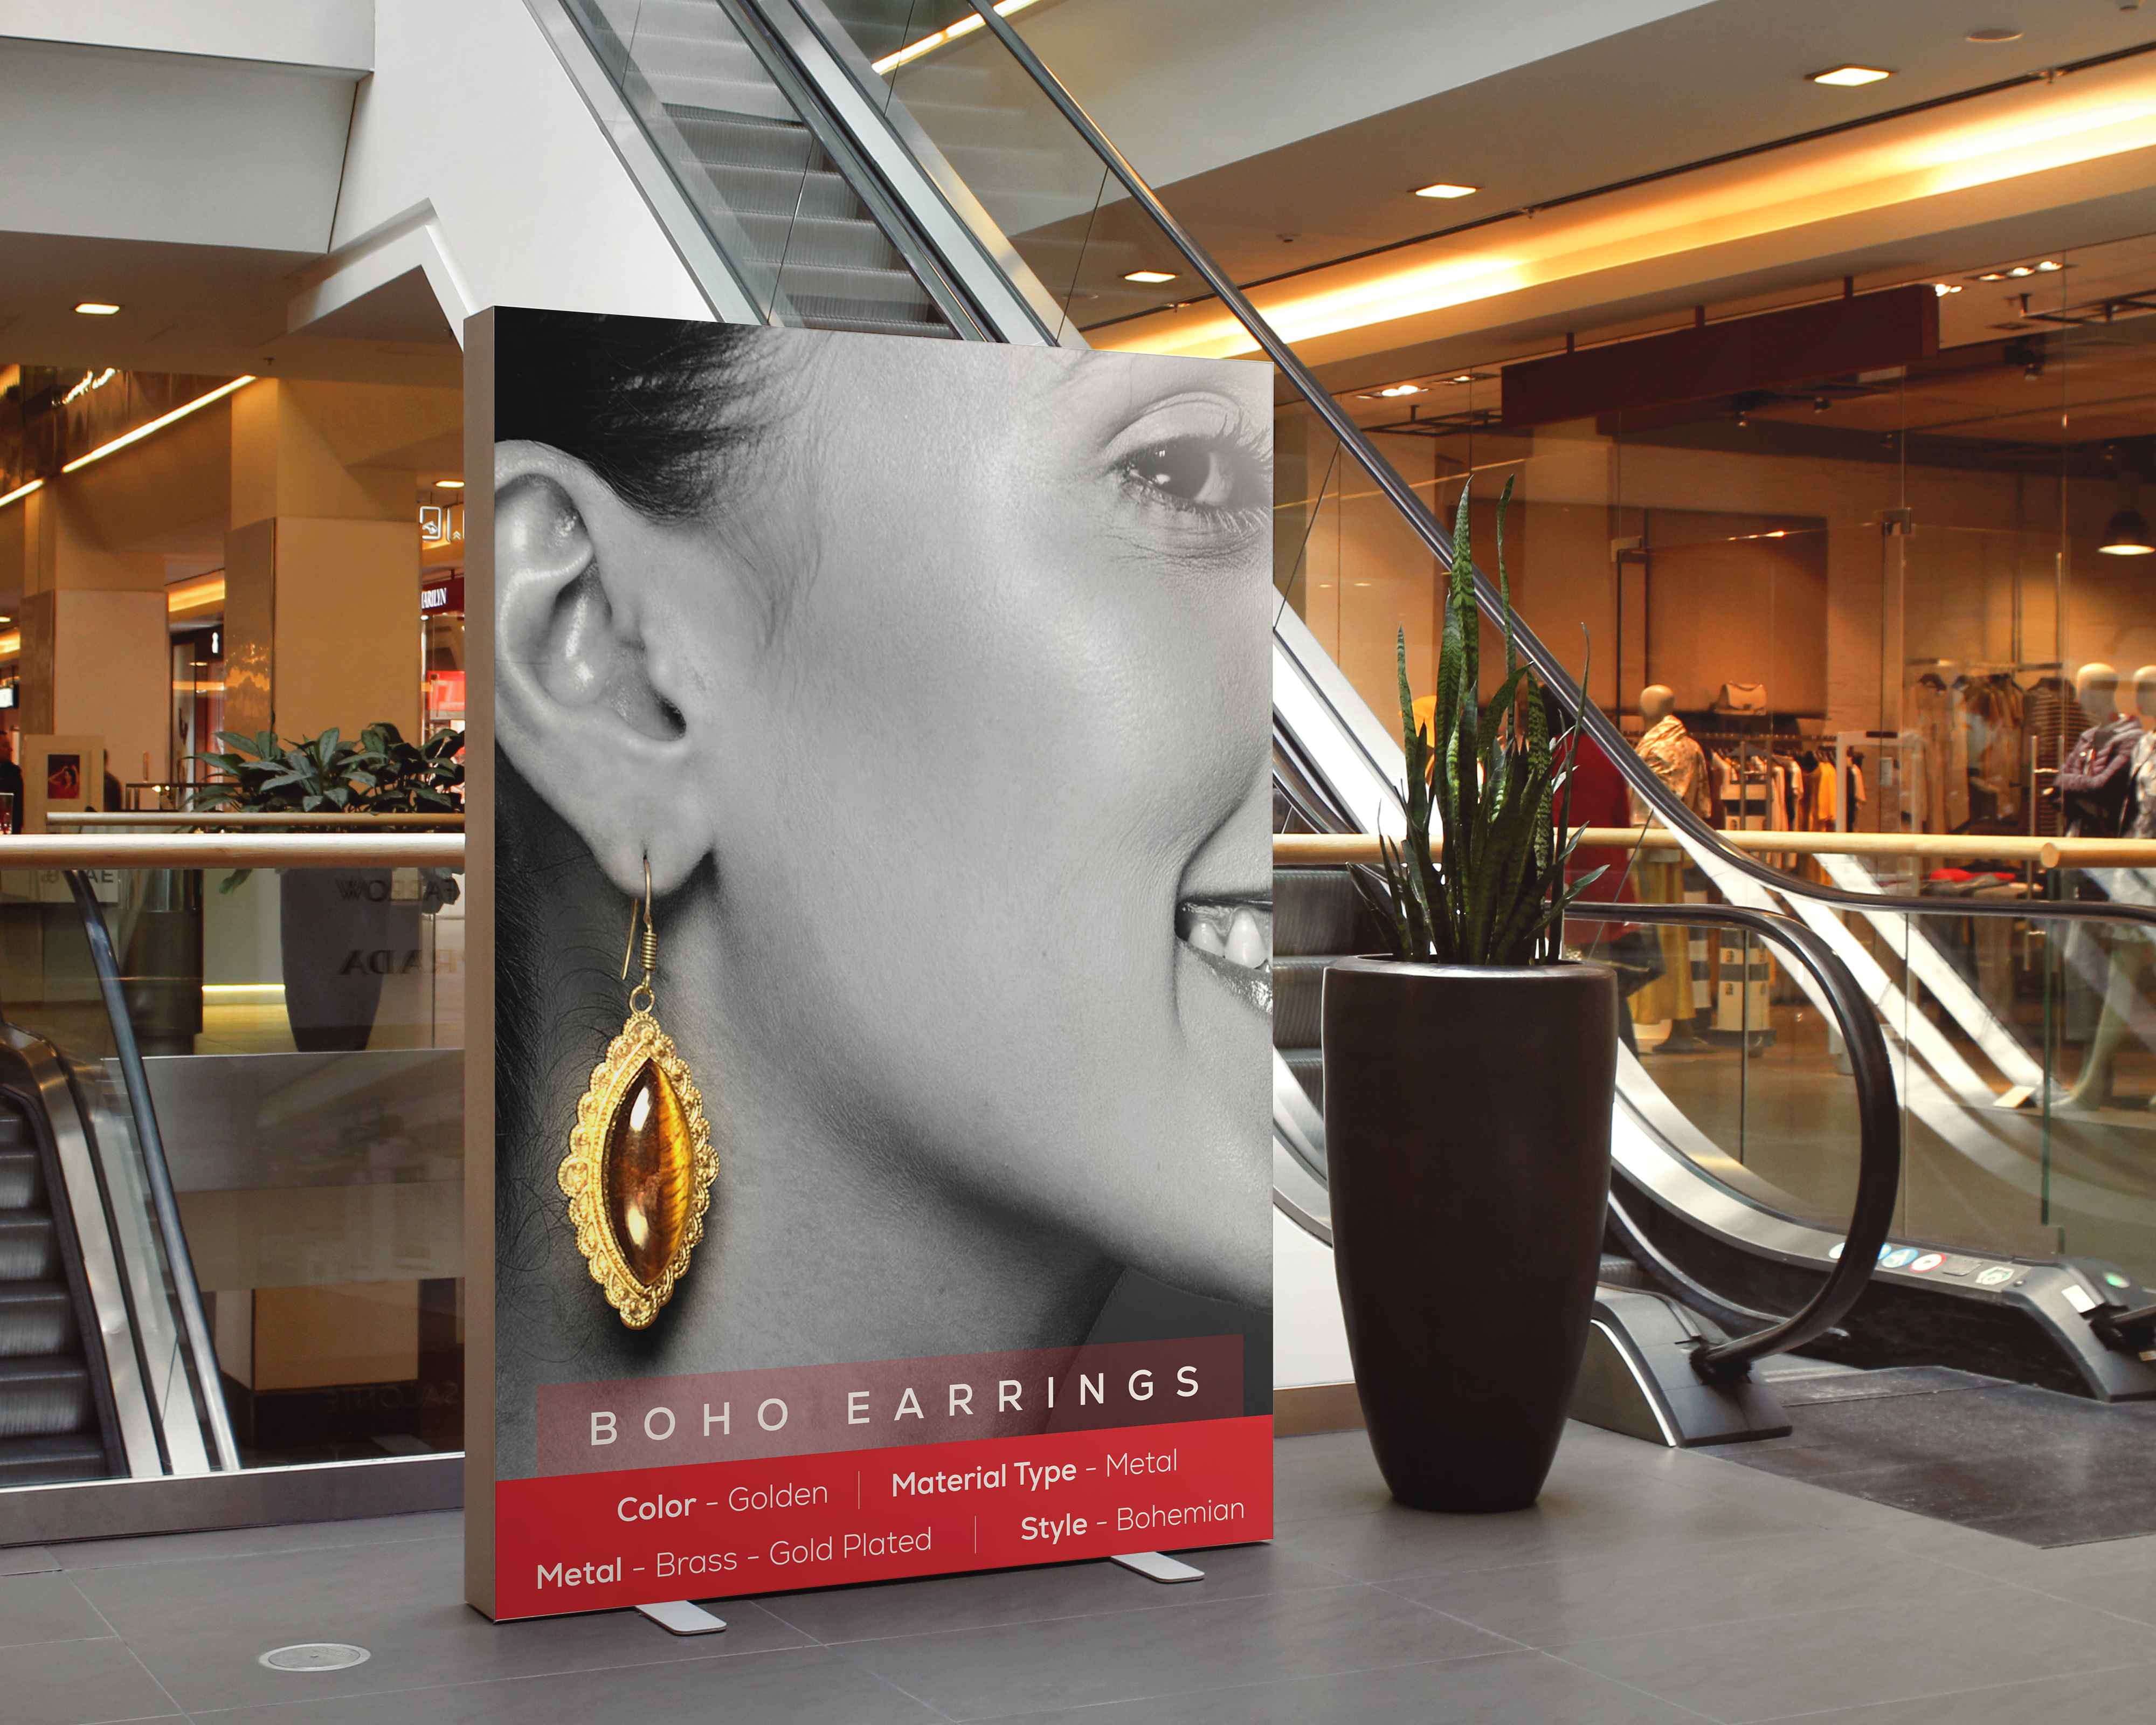 BOHO EARRINGS
Color - Golden | Material Type - Metal
Metal - Brass - Gold Plated | Style - Bohemian